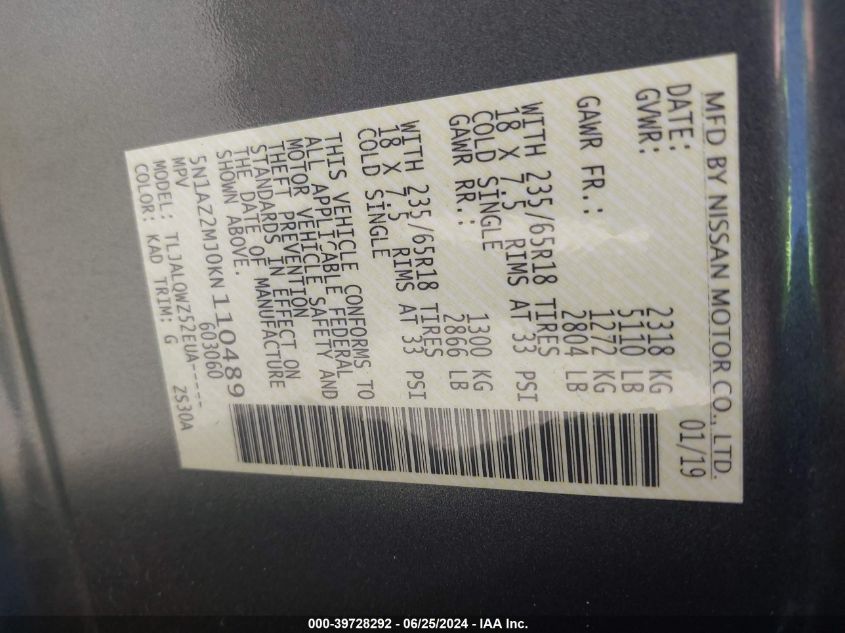 MFD BY NISSAN MOTOR CO., LTD.
DATE: 01/19
GVWR: 2318 KG
5110 LB
GAWR FR.: 1272 KG
2804 LB
WITH 235/65R18 TIRES
18 X 7.5 RIMS AT 33 PSI
COLD SINGLE
GAWR RR.: 1300 KG
2866 LB
WITH 235/65R18 TIRES
18 X 7.5 RIMS AT 33 PSI
COLD SINGLE
THIS VEHICLE CONFORMS TO
ALL APPLICABLE FEDERAL
MOTOR VEHICLE SAFETY AND
THEFT PREVENTION
STANDARDS IN EFFECT ON
THE DATE OF MANUFACTURE
SHOWN ABOVE.
5N1AZ2MJ0KN110489
MPV 603060
MODEL: TLJALQWZ52EUA-----
COLOR: KAD TRIM: G 2S30A
000-39728292 - 06/25/2024 - IAA Inc.